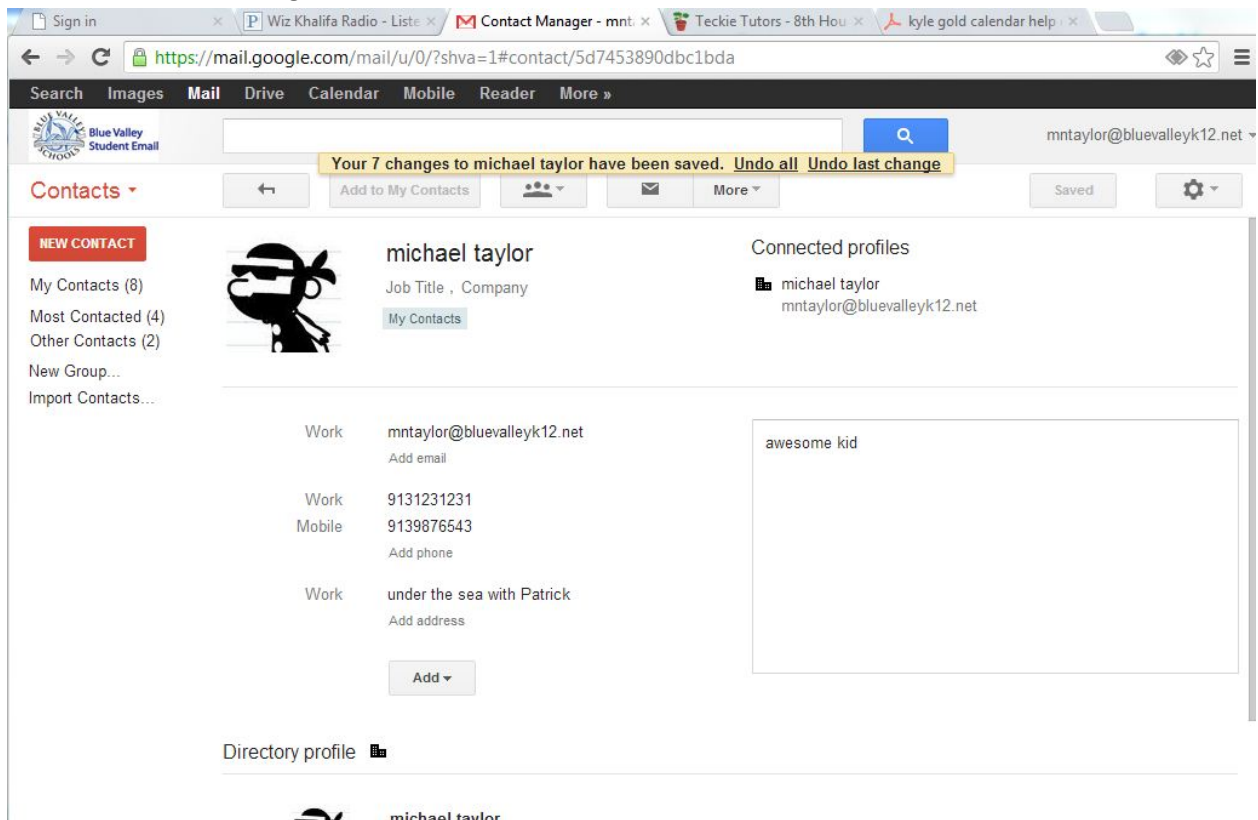 Sign in
Wiz Khalifa Radio - Liste
Contact Manager - mnt
Teckie Tutors - 8th Hou
kyle gold calendar help
https://mail.google.com/mail/u/0/?shva=1#contact/5d7453890dbc1bda
Search Images Mail Drive Calendar Mobile Reader More »
BLUE VALLEY SCHOOLS
Blue Valley
Student Email
mntaylor@bluevalleyk12.net
Your 7 changes to michael taylor have been saved. Undo all Undo last change
Contacts
Add to My Contacts
More
Saved
NEW CONTACT
My Contacts (8)
Most Contacted (4)
Other Contacts (2)
New Group...
Import Contacts...
michael taylor
Job Title , Company
My Contacts
Connected profiles
michael taylor
mntaylor@bluevalleyk12.net
Work mntaylor@bluevalleyk12.net
Add email
Work 9131231231
Mobile 9139876543
Add phone
Work under the sea with Patrick
Add address
Add
awesome kid
Directory profile
michael taylor